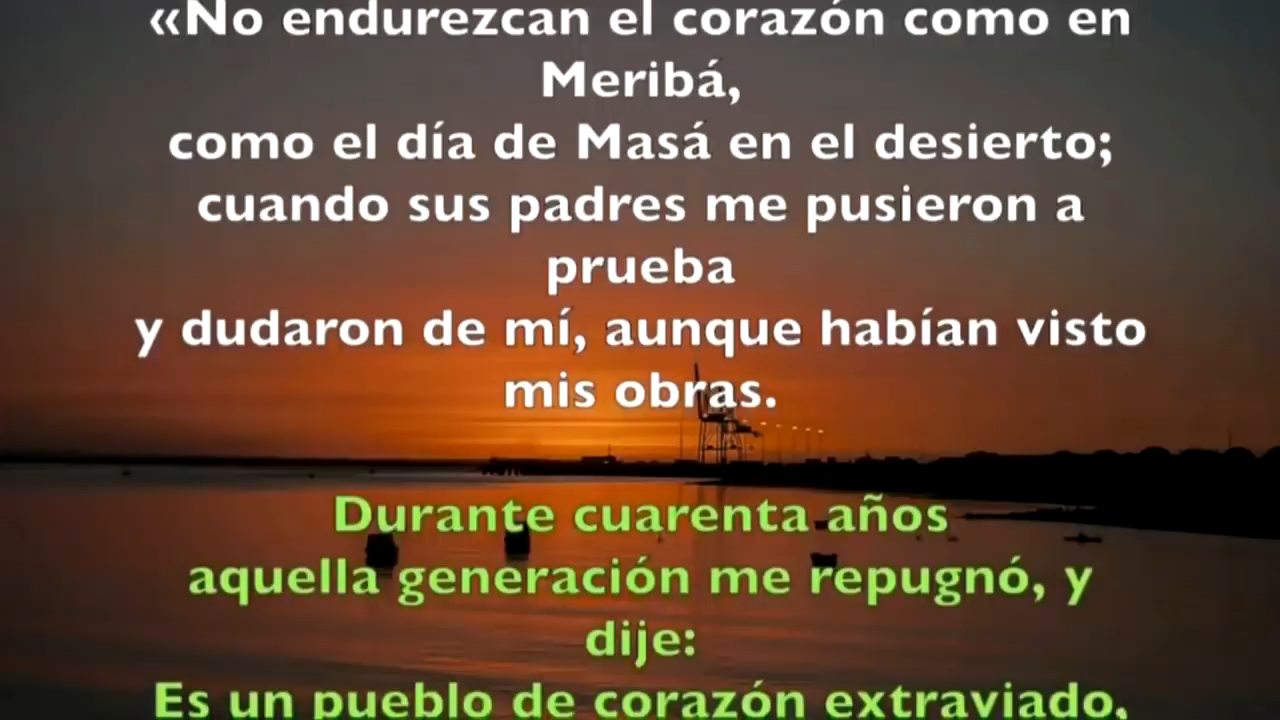 «No endurezcan el corazón como en
Meribá,
como el día de Masá en el desierto;
cuando sus padres me pusieron a
prueba
y dudaron de mí, aunque habían visto
mis obras.
Durante cuarenta años
aquella generación me repugnó, y
dije:
Es un pueblo de corazón extraviado,